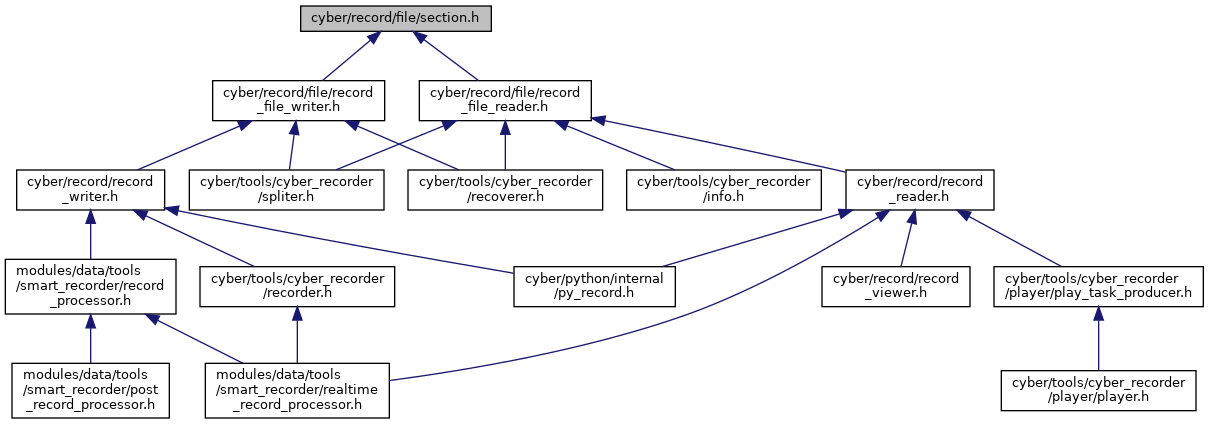 cyber/record/file/section.h
cyber/record/file/record
_file_writer.h
cyber/record/file/record
_file_reader.h
cyber/record/record
_writer.h
cyber/tools/cyber_recorder
/spliter.h
cyber/tools/cyber_recorder
/recoverer.h
cyber/tools/cyber_recorder
/info.h
cyber/record/record
_reader.h
modules/data/tools
/smart_recorder/record
_processor.h
cyber/tools/cyber_recorder
/recorder.h
cyber/python/internal
/py_record.h
cyber/record/record
_viewer.h
cyber/tools/cyber_recorder
/player/play_task_producer.h
modules/data/tools
/smart_recorder/post
_record_processor.h
modules/data/tools
/smart_recorder/realtime
_record_processor.h
cyber/tools/cyber_recorder
/player/player.h